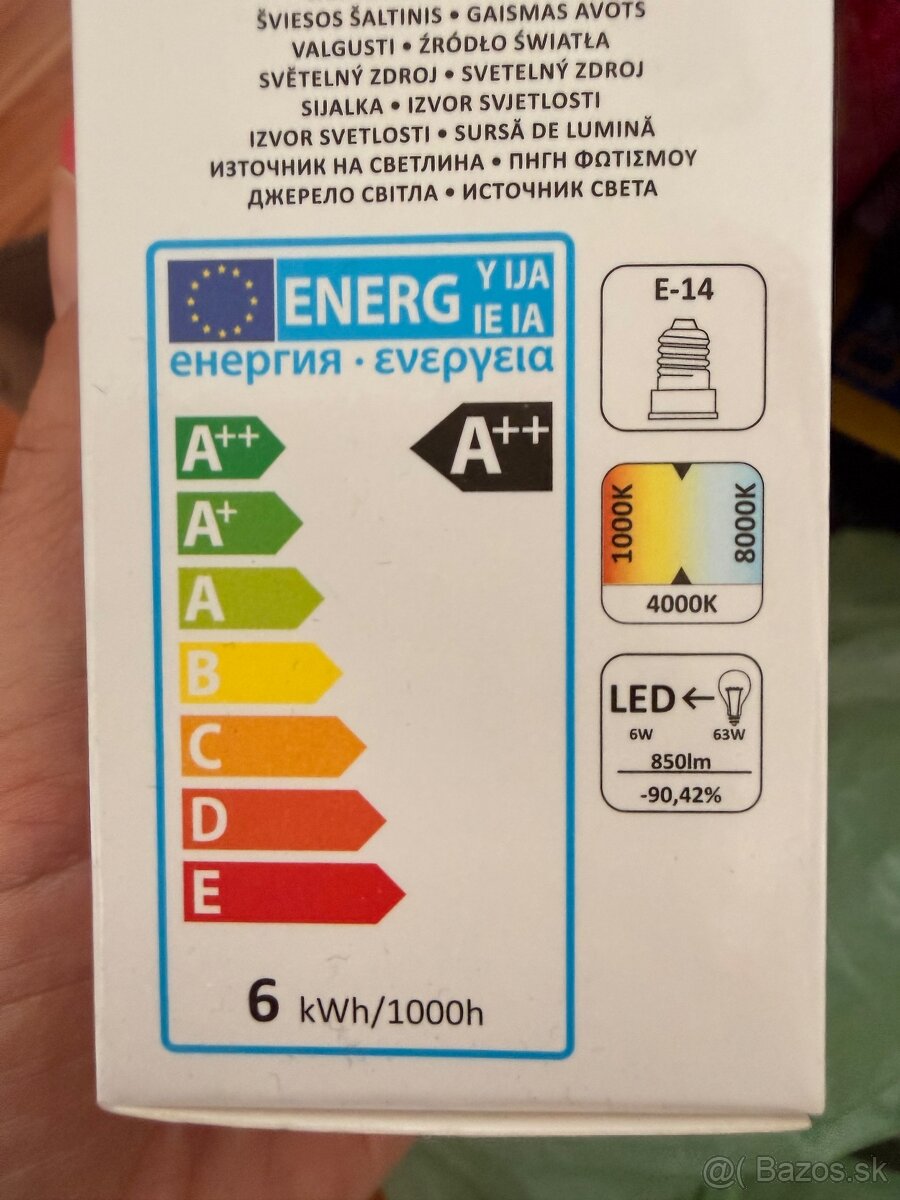 ŠVIESOS ŠALTINIS • GAISMAS AVOTS
VALGUSTI • ŹRÓDŁO ŚWIATŁA
SVĚTELNÝ ZDROJ • SVETELNÝ ZDROJ
SIJALKA • IZVOR SVJETLOSTI
IZVOR SVETLOSTI • SURSĂ DE LUMINĂ
ИЗТОЧНИК НА СВЕТЛИНА • ΠΗΓΗ ΦΩΤΙΣΜΟΥ
ДЖЕРЕЛО СВІТЛА • ИСТОЧНИК СВЕТА
ENERG Y IJA
IE IA
енергия · ενεργεια
A++
A++
A+
A
B
C
D
E
6 kWh/1000h
E-14
1000K
8000K
4000K
LED←
6W 63W
850lm
-90,42%
@( Bazos.sk